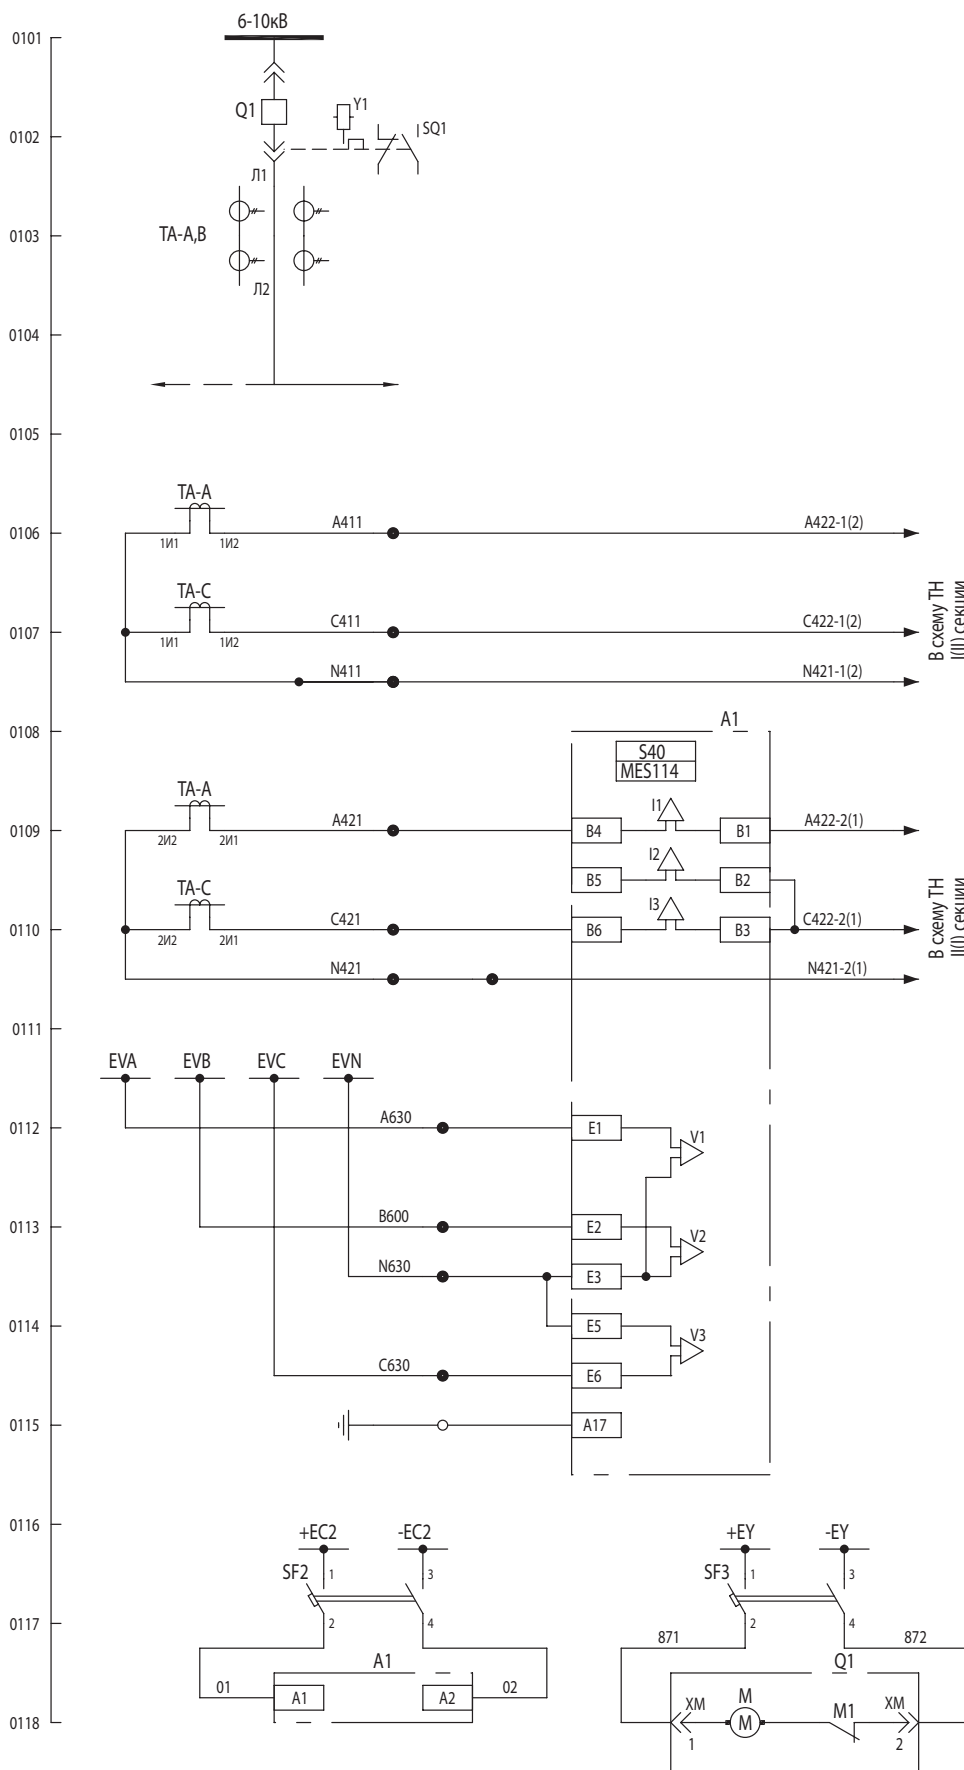 6-10кВ
0101
Q1
Y1
SQ1
0102
Л1
TA-A,B
0103
Л2
0104
0105
TA-A
A411
A422-1(2)
0106
1И1
1И2
TA-C
C411
C422-1(2)
0107
1И1
1И2
N411
N421-1(2)
В схему ТН
I(II) секции
0108
A1
S40
MES114
TA-A
I1
A421
A422-2(1)
0109
2И2
2И1
B4
B1
I2
B5
B2
TA-C
I3
C421
C422-2(1)
0110
2И2
2И1
B6
B3
N421
N421-2(1)
В схему ТН
II(I) секции
0111
EVA
EVB
EVC
EVN
A630
0112
E1
V1
B600
0113
E2
V2
N630
E3
0114
E5
V3
C630
E6
0115
A17
0116
+EC2
-EC2
+EY
-EY
SF2
1
3
SF3
1
3
0117
2
4
2
4
871
872
A1
Q1
01
A1
A2
02
XM
M
M1
XM
0118
M
1
2